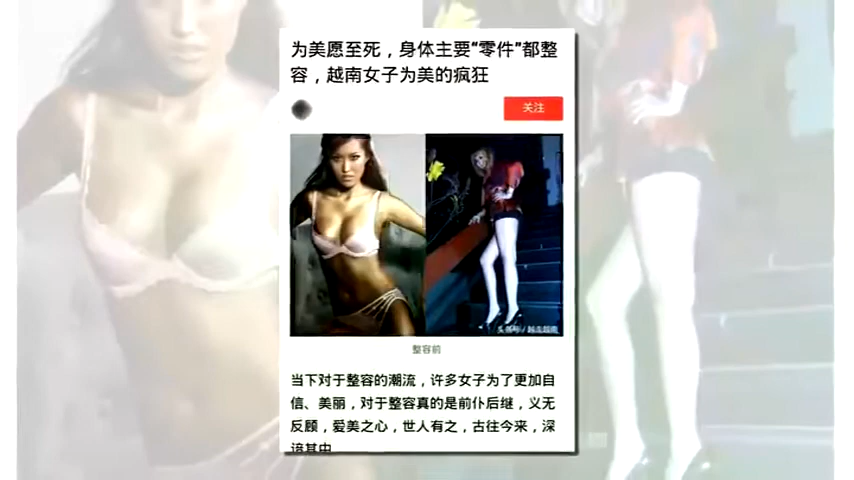 为美愿至死，身体主要“零件”都整
容，越南女子为美的疯狂
关注
整容前
当下对于整容的潮流，许多女子为了更加自
信、美丽，对于整容真的是前仆后继，义无
反顾，爱美之心，世人有之，古往今来，深
谙其中